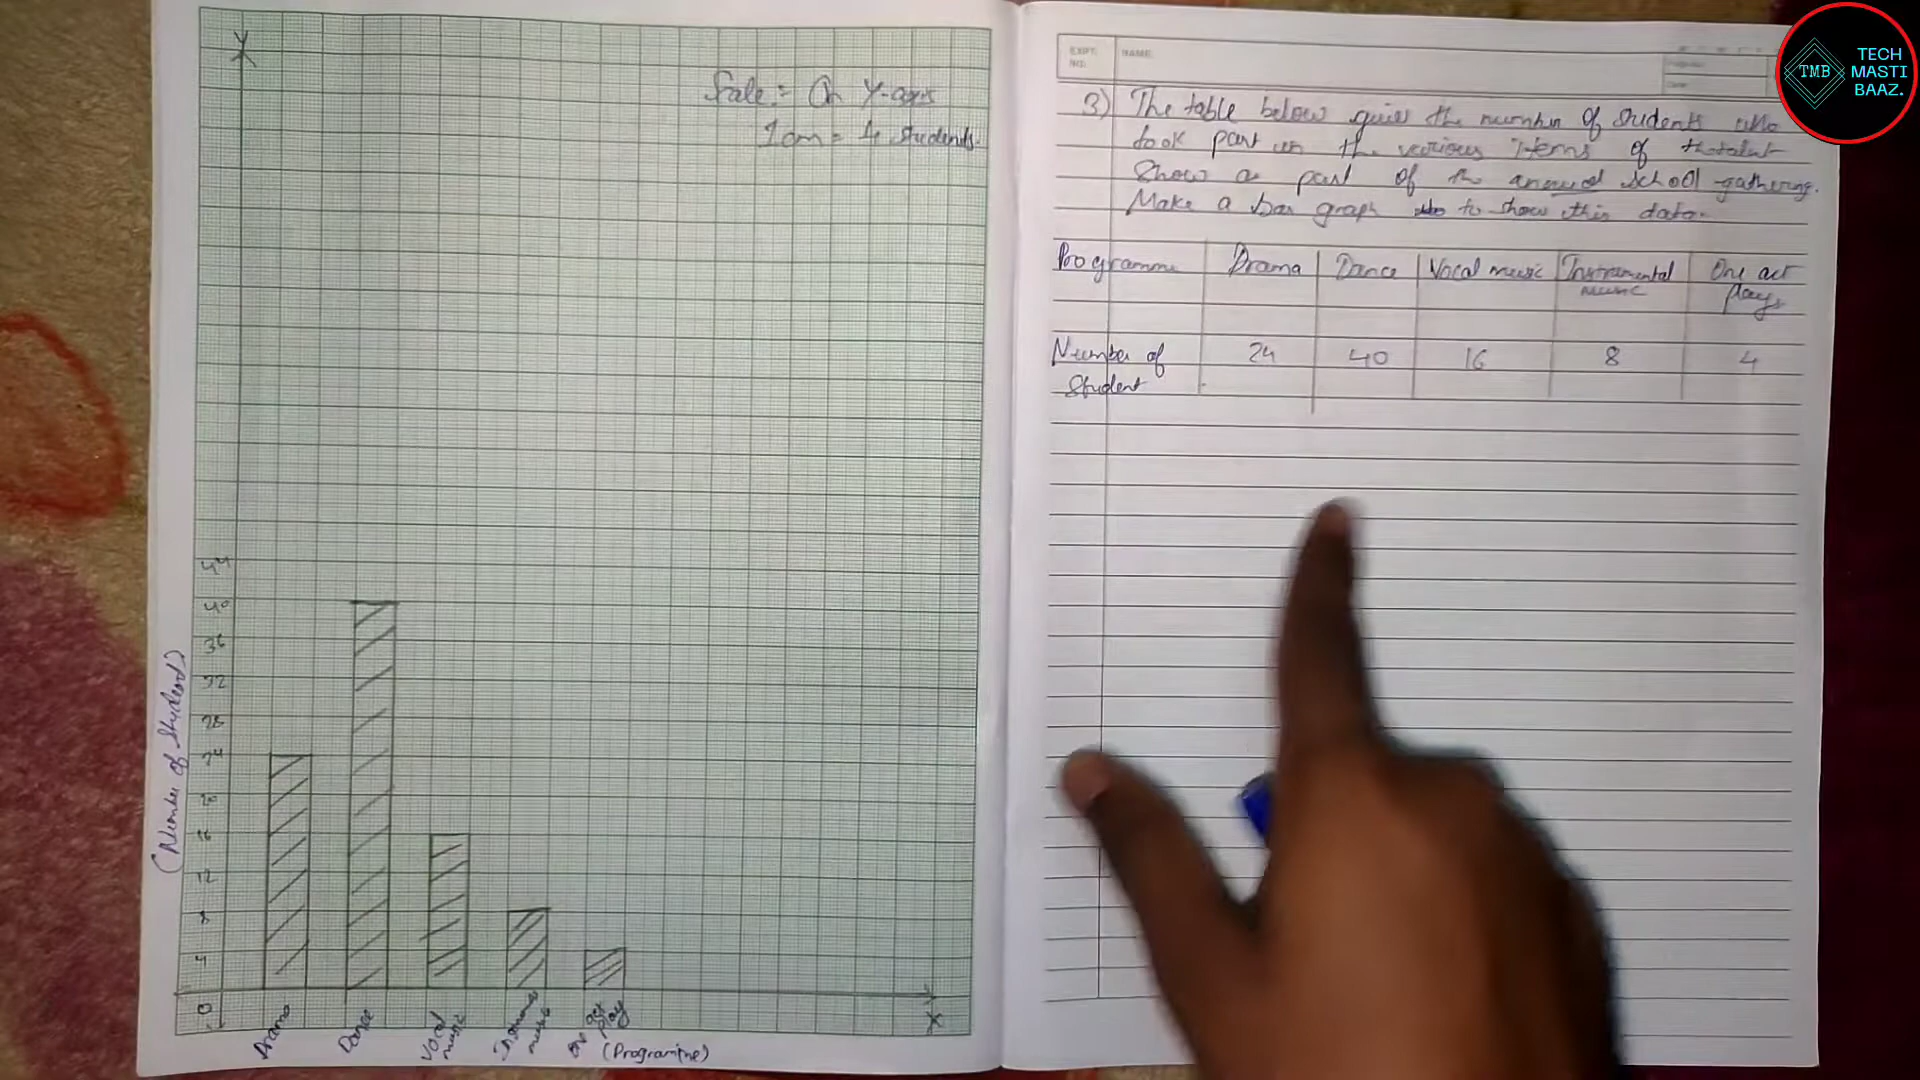 Y
Scale:- On Y-axis
1cm = 4 Students.
44
40
36
32
28
24
20
16
12
8
4
0
(Number of Student)
Drama
Dance
Vocal music
music
One act play
(Programme)
X
EXPT. NO.
NAME
3) The table below gives the number of students who
took part in the various Items of the talent
Show as part of the annual School gathering.
Make a bar graph to show this data.
Programme Drama Dance Vocal music Instrumental music One act plays
Number of Student 24 40 16 8 4
TMB
TECH
MASTI
BAAZ.